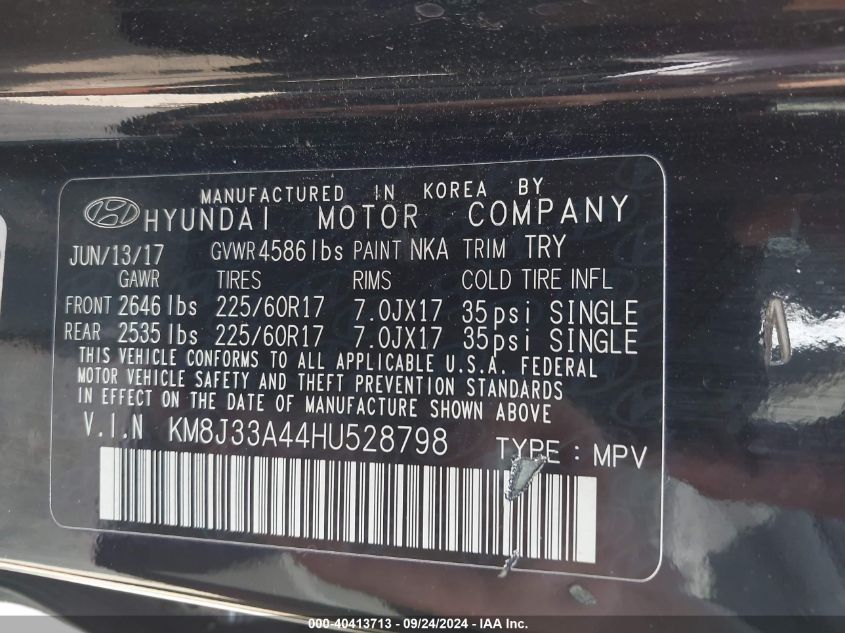 MANUFACTURED IN KOREA BY
HYUNDAI MOTOR COMPANY
JUN/13/17 GVWR 4586 lbs PAINT NKA TRIM TRY
GAWR TIRES RIMS COLD TIRE INFL
FRONT 2646 lbs 225/60R17 7.0JX17 35psi SINGLE
REAR 2535 lbs 225/60R17 7.0JX17 35psi SINGLE
THIS VEHICLE CONFORMS TO ALL APPLICABLE U.S.A. FEDERAL
MOTOR VEHICLE SAFETY AND THEFT PREVENTION STANDARDS
IN EFFECT ON THE DATE OF MANUFACTURE SHOWN ABOVE
V.I.N KM8J33A44HU528798 TYPE : MPV
000-40413713 - 09/24/2024 - IAA Inc.